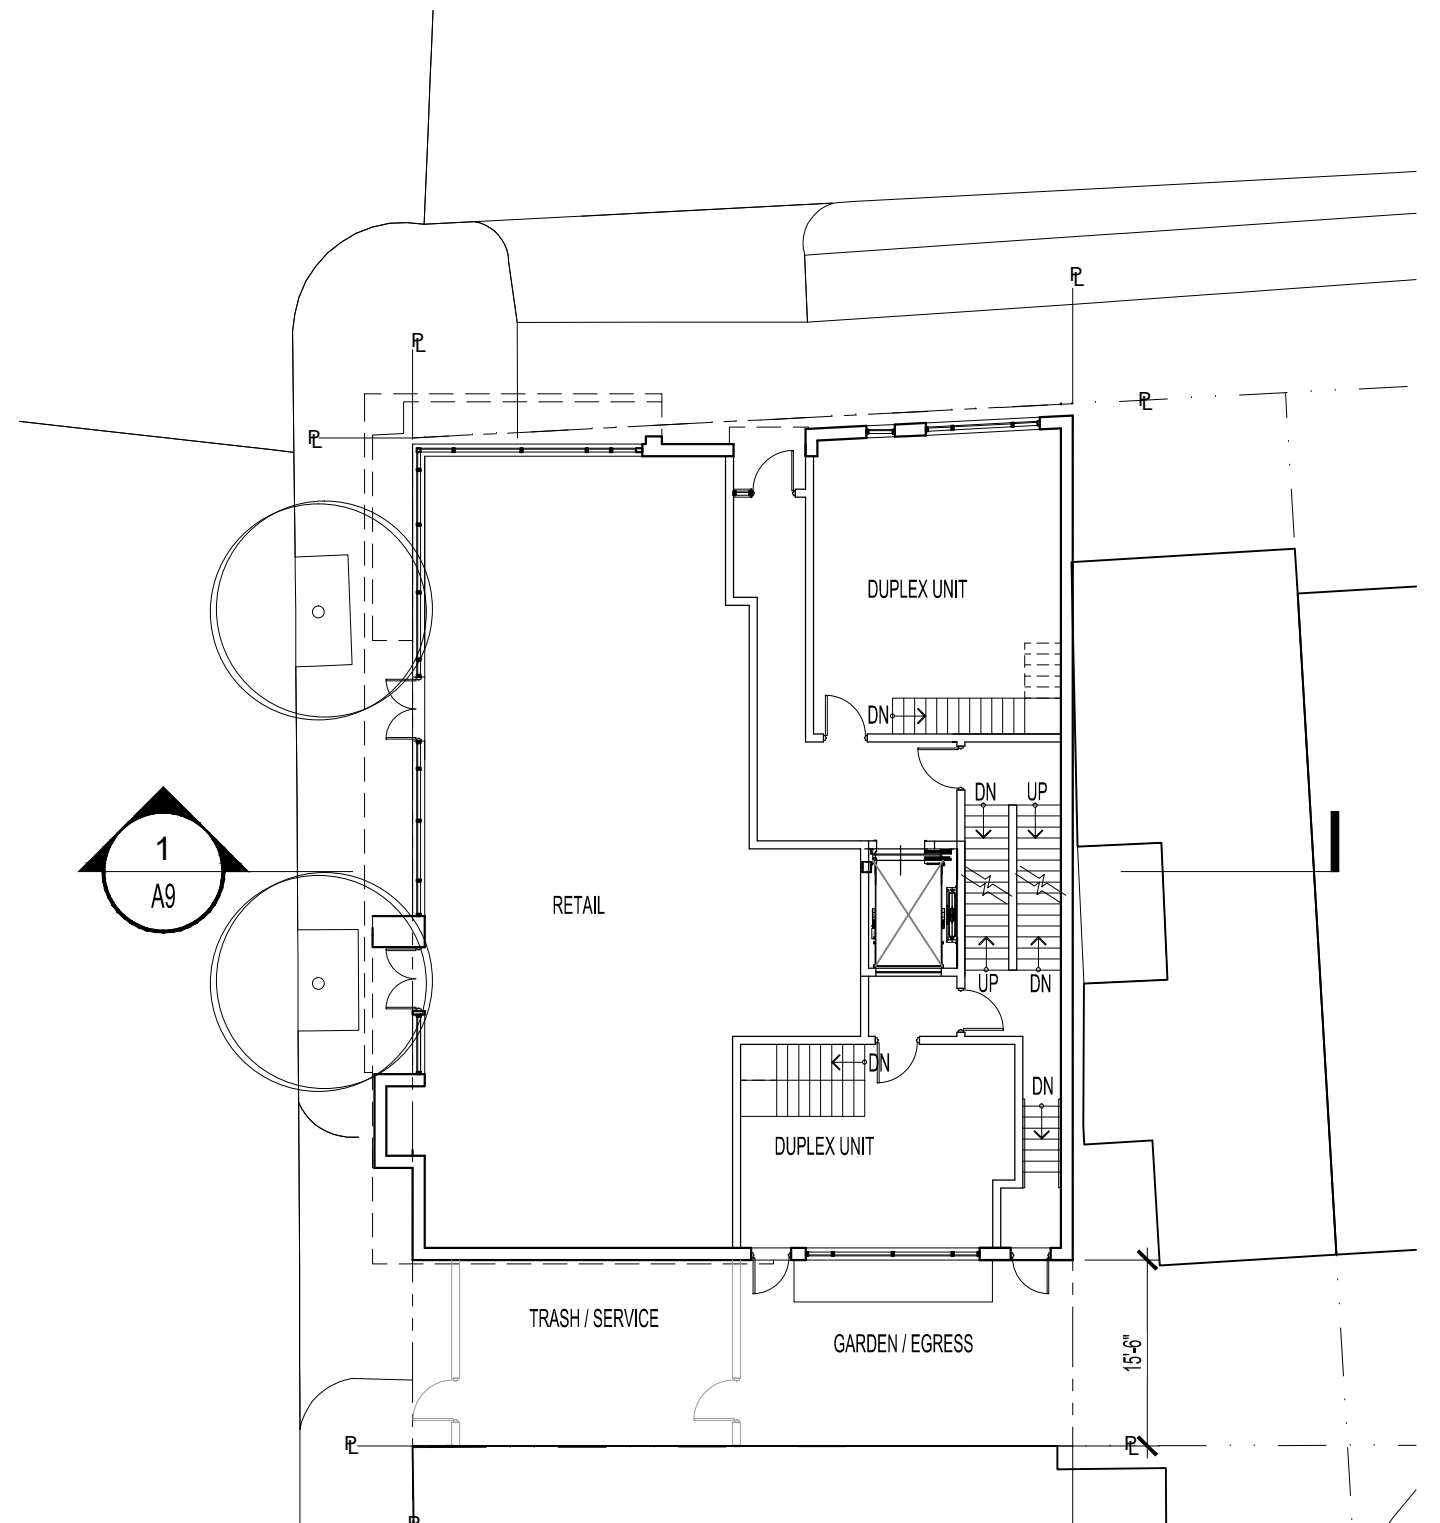 PL
PL
PL
PL
DUPLEX UNIT
DN
DN
UP
1
A9
RETAIL
UP
DN
DN
DN
DUPLEX UNIT
TRASH / SERVICE
GARDEN / EGRESS
15'-6"
PL
PL